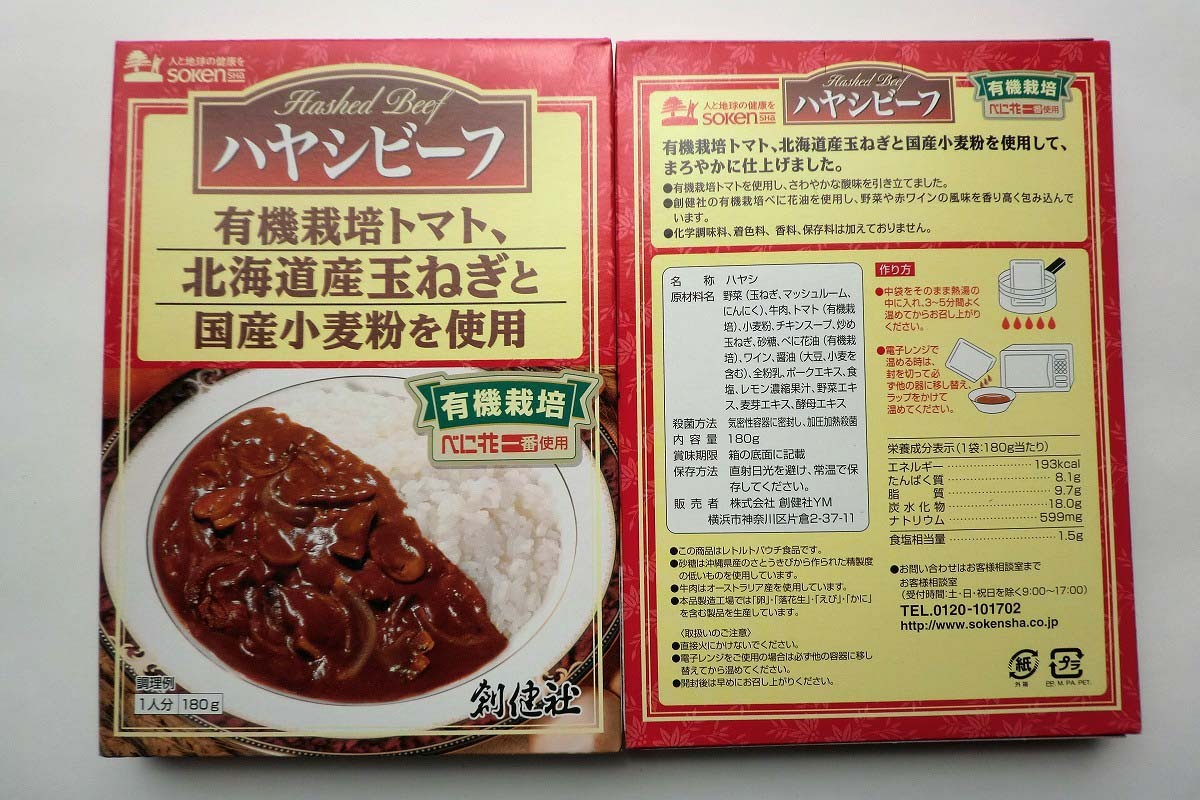 人と地球の健康を
SOKENSHA
Hashed Beef
ハヤシビーフ
有機栽培トマト、
北海道産玉ねぎと
国産小麦粉を使用
有機栽培
べに花一番使用
調理例
1人分 180g
創健社
人と地球の健康を
SOKENSHA
Hashed Beef
ハヤシビーフ
有機栽培
べに花一番使用
有機栽培トマト、北海道産玉ねぎと国産小麦粉を使用して、
まろやかに仕上げました。
●有機栽培トマトを使用し、さわやかな酸味を引き立てました。
●創健社の有機栽培べに花油を使用し、野菜や赤ワインの風味を香り高く包み込んで
います。
●化学調味料、着色料、香料、保存料は加えておりません。
名称 ハヤシ
原材料名 野菜(玉ねぎ、マッシュルーム、
にんにく)、牛肉、トマト(有機栽
培)、小麦粉、チキンスープ、炒め
玉ねぎ、砂糖、べに花油(有機栽
培)、ワイン、醤油(大豆、小麦を
含む)、全粉乳、ポークエキス、食
塩、レモン濃縮果汁、野菜エキ
ス、麦芽エキス、酵母エキス
殺菌方法 気密性容器に密封し、加圧加熱殺菌
内容量 180g
賞味期限 箱の底面に記載
保存方法 直射日光を避け、常温で保
存してください。
販売者 株式会社 創健社YM
横浜市神奈川区片倉2-37-11
●この商品はレトルトパウチ食品です。
●砂糖は沖縄県産のさとうきびから作られた精製度
の低いものを使用しています。
●牛肉はオーストラリア産を使用しています。
●本品製造工場では「卵」・「落花生」・「えび」・「かに」
を含む製品を生産しています。
〈取扱いのご注意〉
●直接火にかけないでください。
●電子レンジをご使用の場合は必ず他の容器に移し
替えてから温めてください。
●開封後は早めにお召し上がりください。
作り方
●中袋をそのまま熱湯の
中に入れ、3~5分間よく
温めてからお召し上がり
ください。
●電子レンジで
温める時は、
封を切って必
ず他の器に移し替え、
ラップをかけて
温めてください。
栄養成分表示(1袋:180g当たり)
エネルギー 193kcal
たんぱく質 8.1g
脂質 9.7g
炭水化物 18.0g
ナトリウム 599mg
食塩相当量 1.5g
●お問い合わせはお客様相談室まで
お客様相談室
(受付時間:土・日・祝日を除く9:00~17:00)
TEL.0120-101702
http://www.sokensha.co.jp
紙
外箱
プラ
中袋 M. PA. PET.